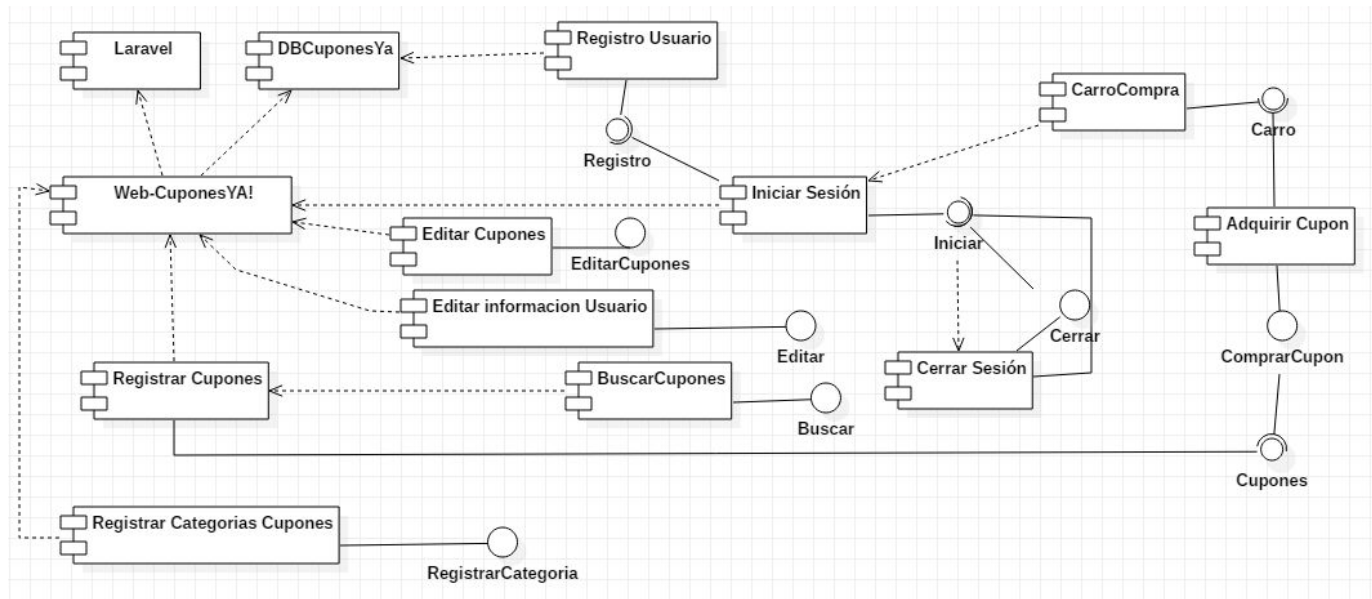 Laravel
DBCuponesYa
Registro Usuario
CarroCompra
Carro
Registro
Web-CuponesYA!
Iniciar Sesión
Editar Cupones
EditarCupones
Iniciar
Adquirir Cupon
Editar informacion Usuario
Editar
Cerrar
ComprarCupon
Registrar Cupones
BuscarCupones
Buscar
Cerrar Sesión
Cupones
Registrar Categorias Cupones
RegistrarCategoria